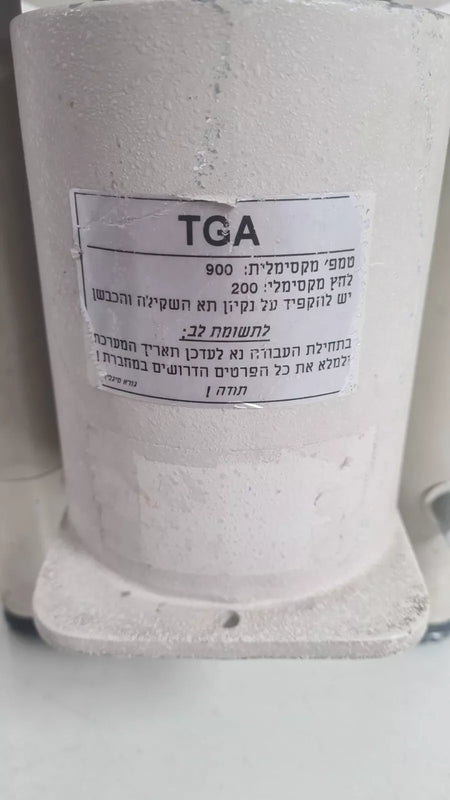 TGA
טמפ' מקסימלית: 900
לחץ מקסימלי: 200
יש להקפיד על נקיון תא השקילה והכבשן
לתשומת לב:
בתחילת העבודה נא לעדכן תאריך המערכת
ולמלא את כל הפרטים הדרושים במחברת !
תודה !